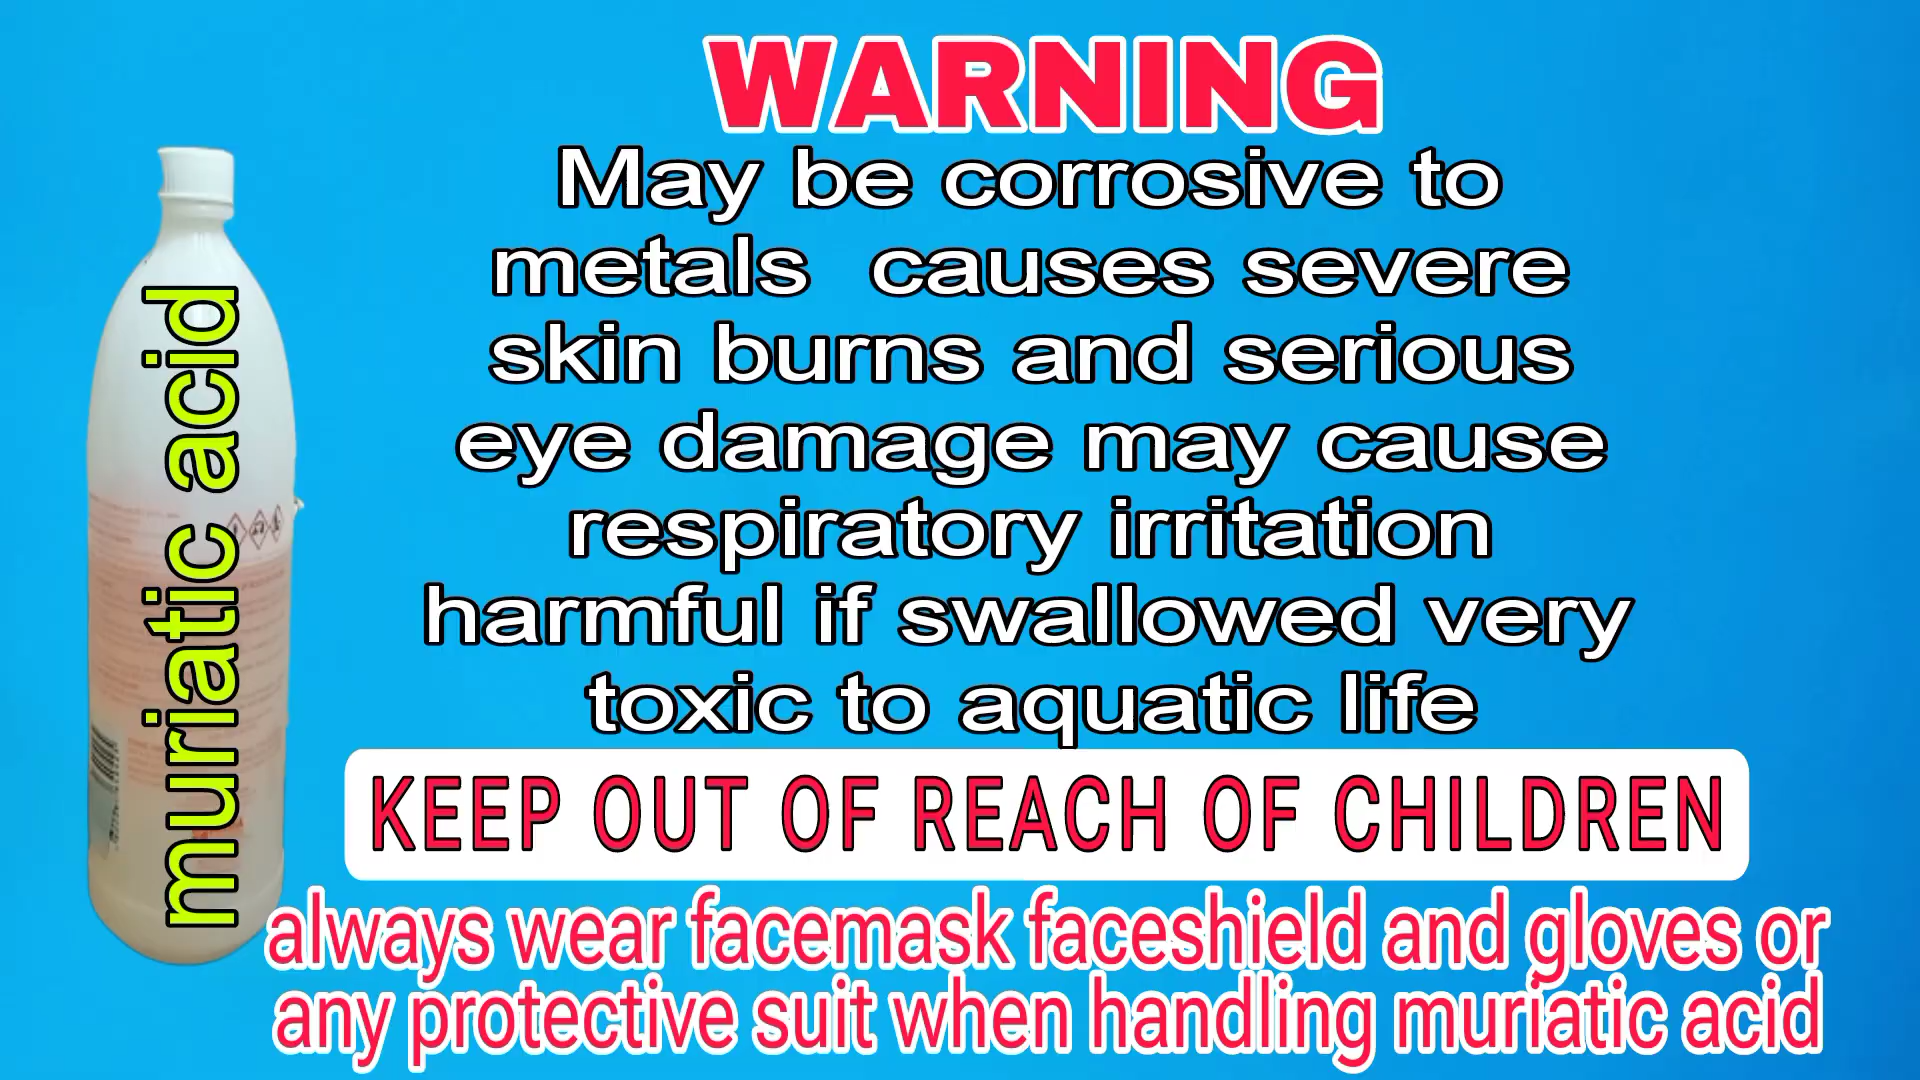 WARNING
May be corrosive to
metals  causes severe
skin burns and serious
eye damage may cause
respiratory irritation
harmful if swallowed very
toxic to aquatic life
KEEP OUT OF REACH OF CHILDREN
always wear facemask faceshield and gloves or
any protective suit when handling muriatic acid
muriatic acid